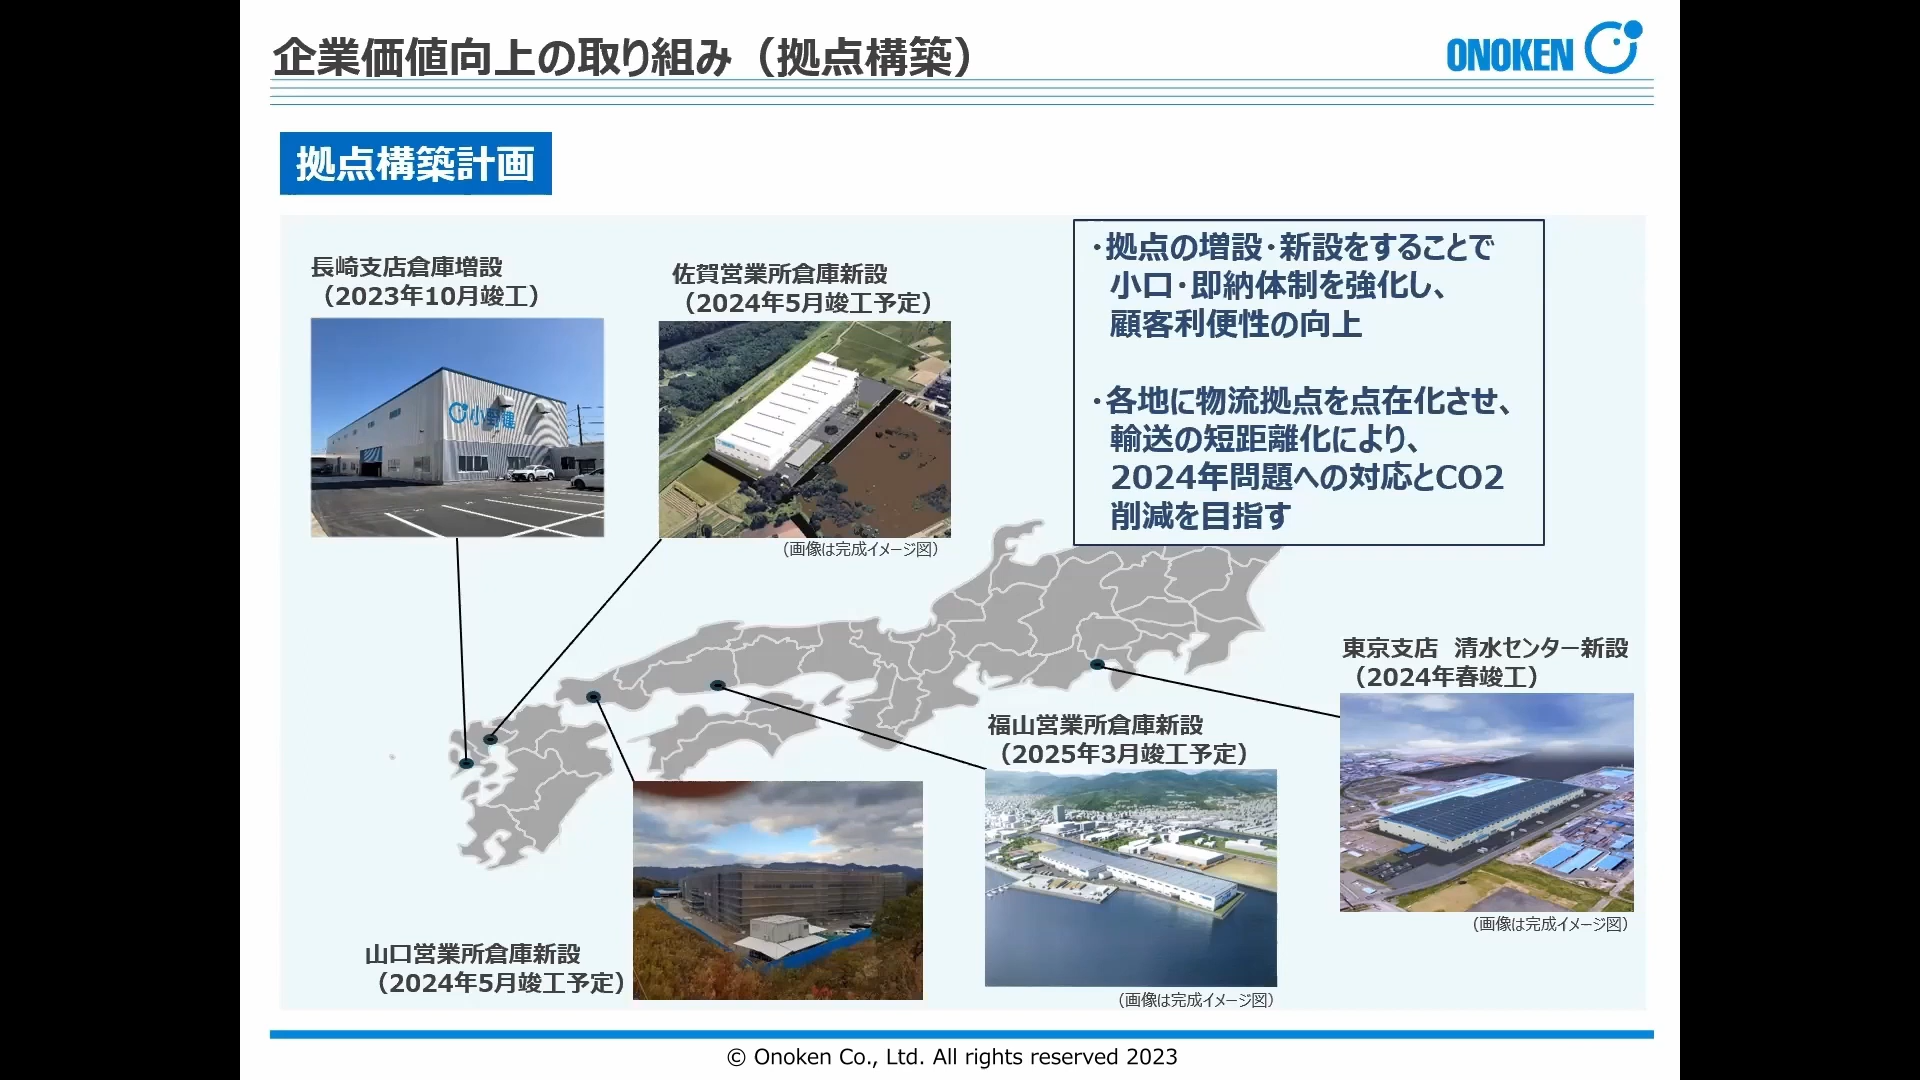 企業価値向上の取り組み（拠点構築）
ONOKEN
拠点構築計画
長崎支店倉庫増設
（2023年10月竣工）
小野建
佐賀営業所倉庫新設
（2024年5月竣工予定）
（画像は完成イメージ図）
・拠点の増設・新設をすることで
小口・即納体制を強化し、
顧客利便性の向上
・各地に物流拠点を点在化させ、
輸送の短距離化により、
2024年問題への対応とCO2
削減を目指す
東京支店　清水センター新設
（2024年春竣工）
（画像は完成イメージ図）
福山営業所倉庫新設
（2025年3月竣工予定）
（画像は完成イメージ図）
山口営業所倉庫新設
（2024年5月竣工予定）
© Onoken Co., Ltd. All rights reserved 2023